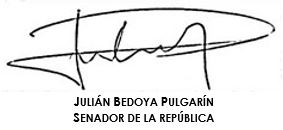 JULIÁN BEDOYA PULGARÍN
SENADOR DE LA REPÚBLICA